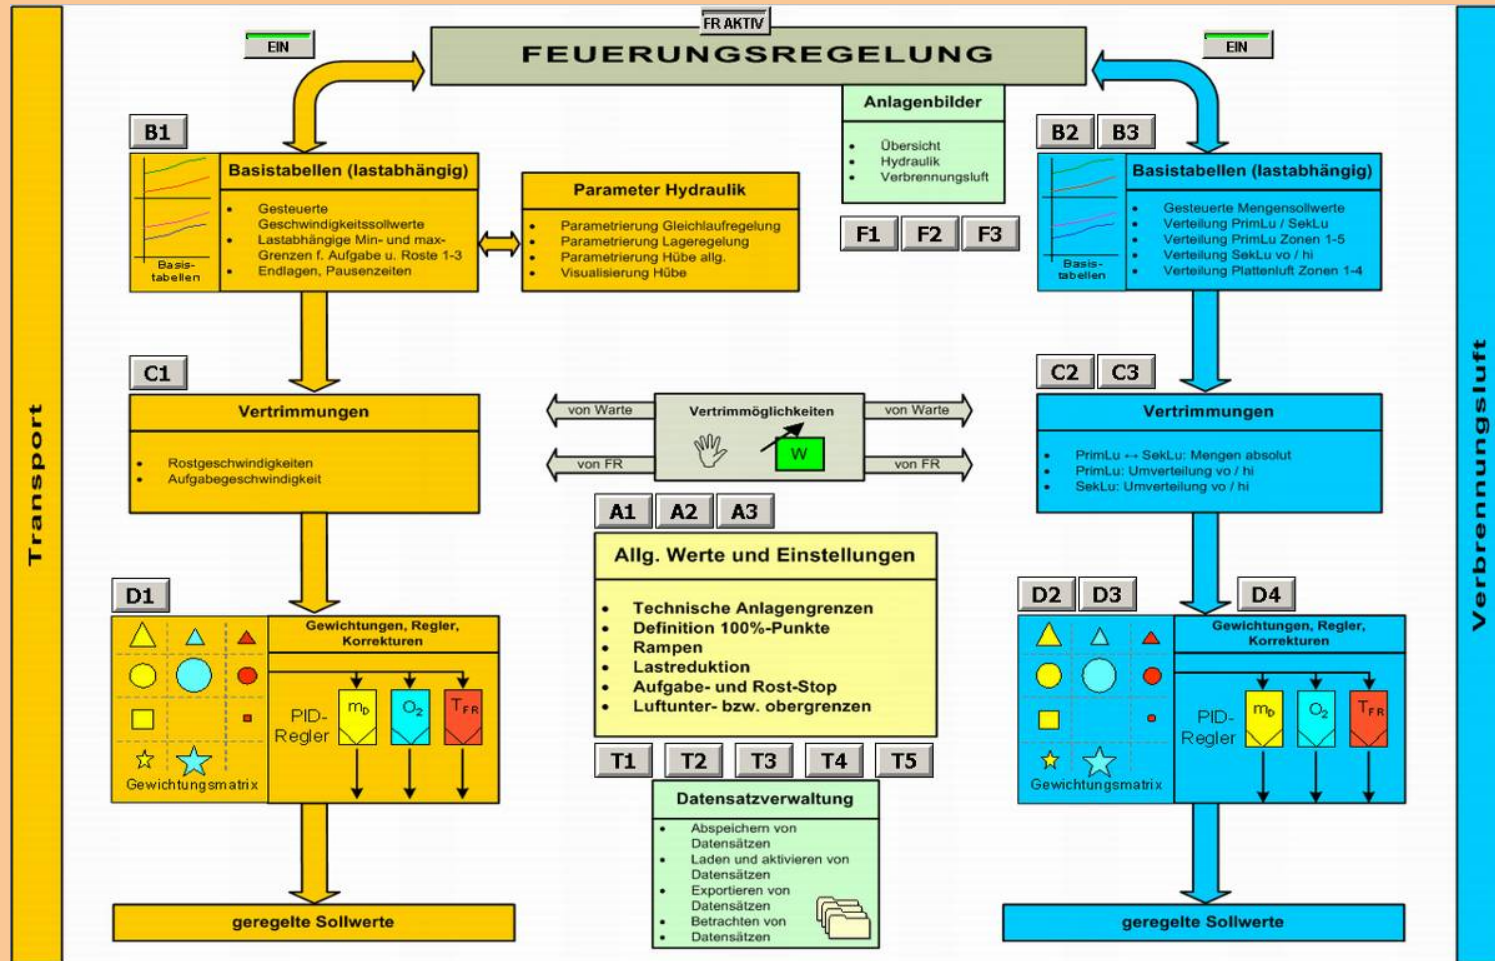 FR AKTIV
EIN
FEUERUNGSREGELUNG
EIN
Anlagenbilder
• Übersicht
• Hydraulik
• Verbrennungsluft
F1 F2 F3
Transport
B1
Basis-
tabellen
Basistabellen (lastabhängig)
• Gesteuerte
Geschwindigkeitssollwerte
• Lastabhängige Min- und max-
Grenzen f. Aufgabe u. Roste 1-3
• Endlagen, Pausenzeiten
Parameter Hydraulik
• Parametrierung Gleichlaufregelung
• Parametrierung Lageregelung
• Parametrierung Hübe allg.
• Visualisierung Hübe
B2 B3
Basis-
tabellen
Basistabellen (lastabhängig)
• Gesteuerte Mengensollwerte
• Verteilung PrimLu / SekLu
• Verteilung PrimLu Zonen 1-5
• Verteilung SekLu vo / hi
• Verteilung Plattenluft Zonen 1-4
Verbrennungsluft
C1
Vertrimmungen
• Rostgeschwindigkeiten
• Aufgabegeschwindigkeit
von Warte
Vertrimmöglichkeiten
von Warte
von FR
W
von FR
C2 C3
Vertrimmungen
• PrimLu ↔ SekLu: Mengen absolut
• PrimLu: Umverteilung vo / hi
• SekLu: Umverteilung vo / hi
A1 A2 A3
Allg. Werte und Einstellungen
• Technische Anlagengrenzen
• Definition 100%-Punkte
• Rampen
• Lastreduktion
• Aufgabe- und Rost-Stop
• Luftunter- bzw. obergrenzen
D1
Gewichtungen, Regler,
Korrekturen
PID-
Regler
mD O2 TFR
Gewichtungsmatrix
D2 D3 D4
Gewichtungen, Regler,
Korrekturen
PID-
Regler
mD O2 TFR
Gewichtungsmatrix
T1 T2 T3 T4 T5
Datensatzverwaltung
• Abspeichern von
Datensätzen
• Laden und aktivieren von
Datensätzen
• Exportieren von
Datensätzen
• Betrachten von
• Datensätzen
geregelte Sollwerte
geregelte Sollwerte